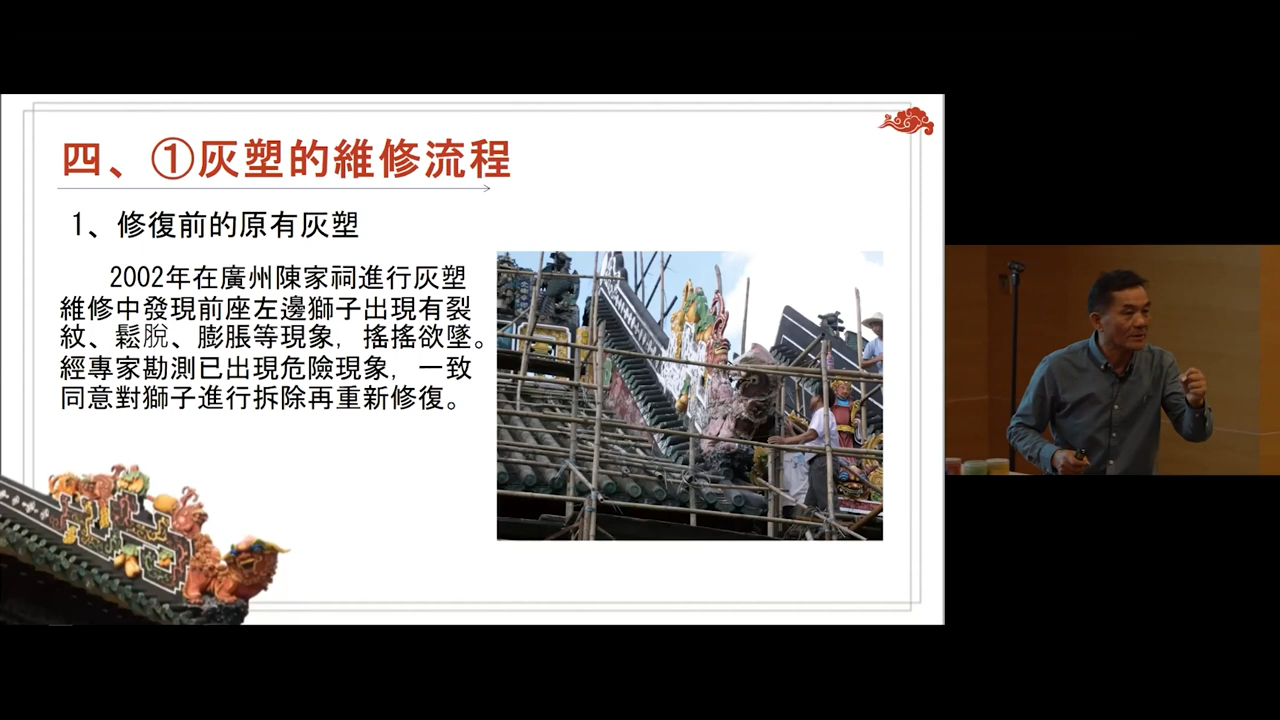 四、①灰塑的維修流程
1、修復前的原有灰塑
2002年在廣州陳家祠進行灰塑
維修中發現前座左邊獅子出現有裂
紋、鬆脫、膨脹等現象，搖搖欲墜。
經專家勘測已出現危險現象，一致
同意對獅子進行拆除再重新修復。